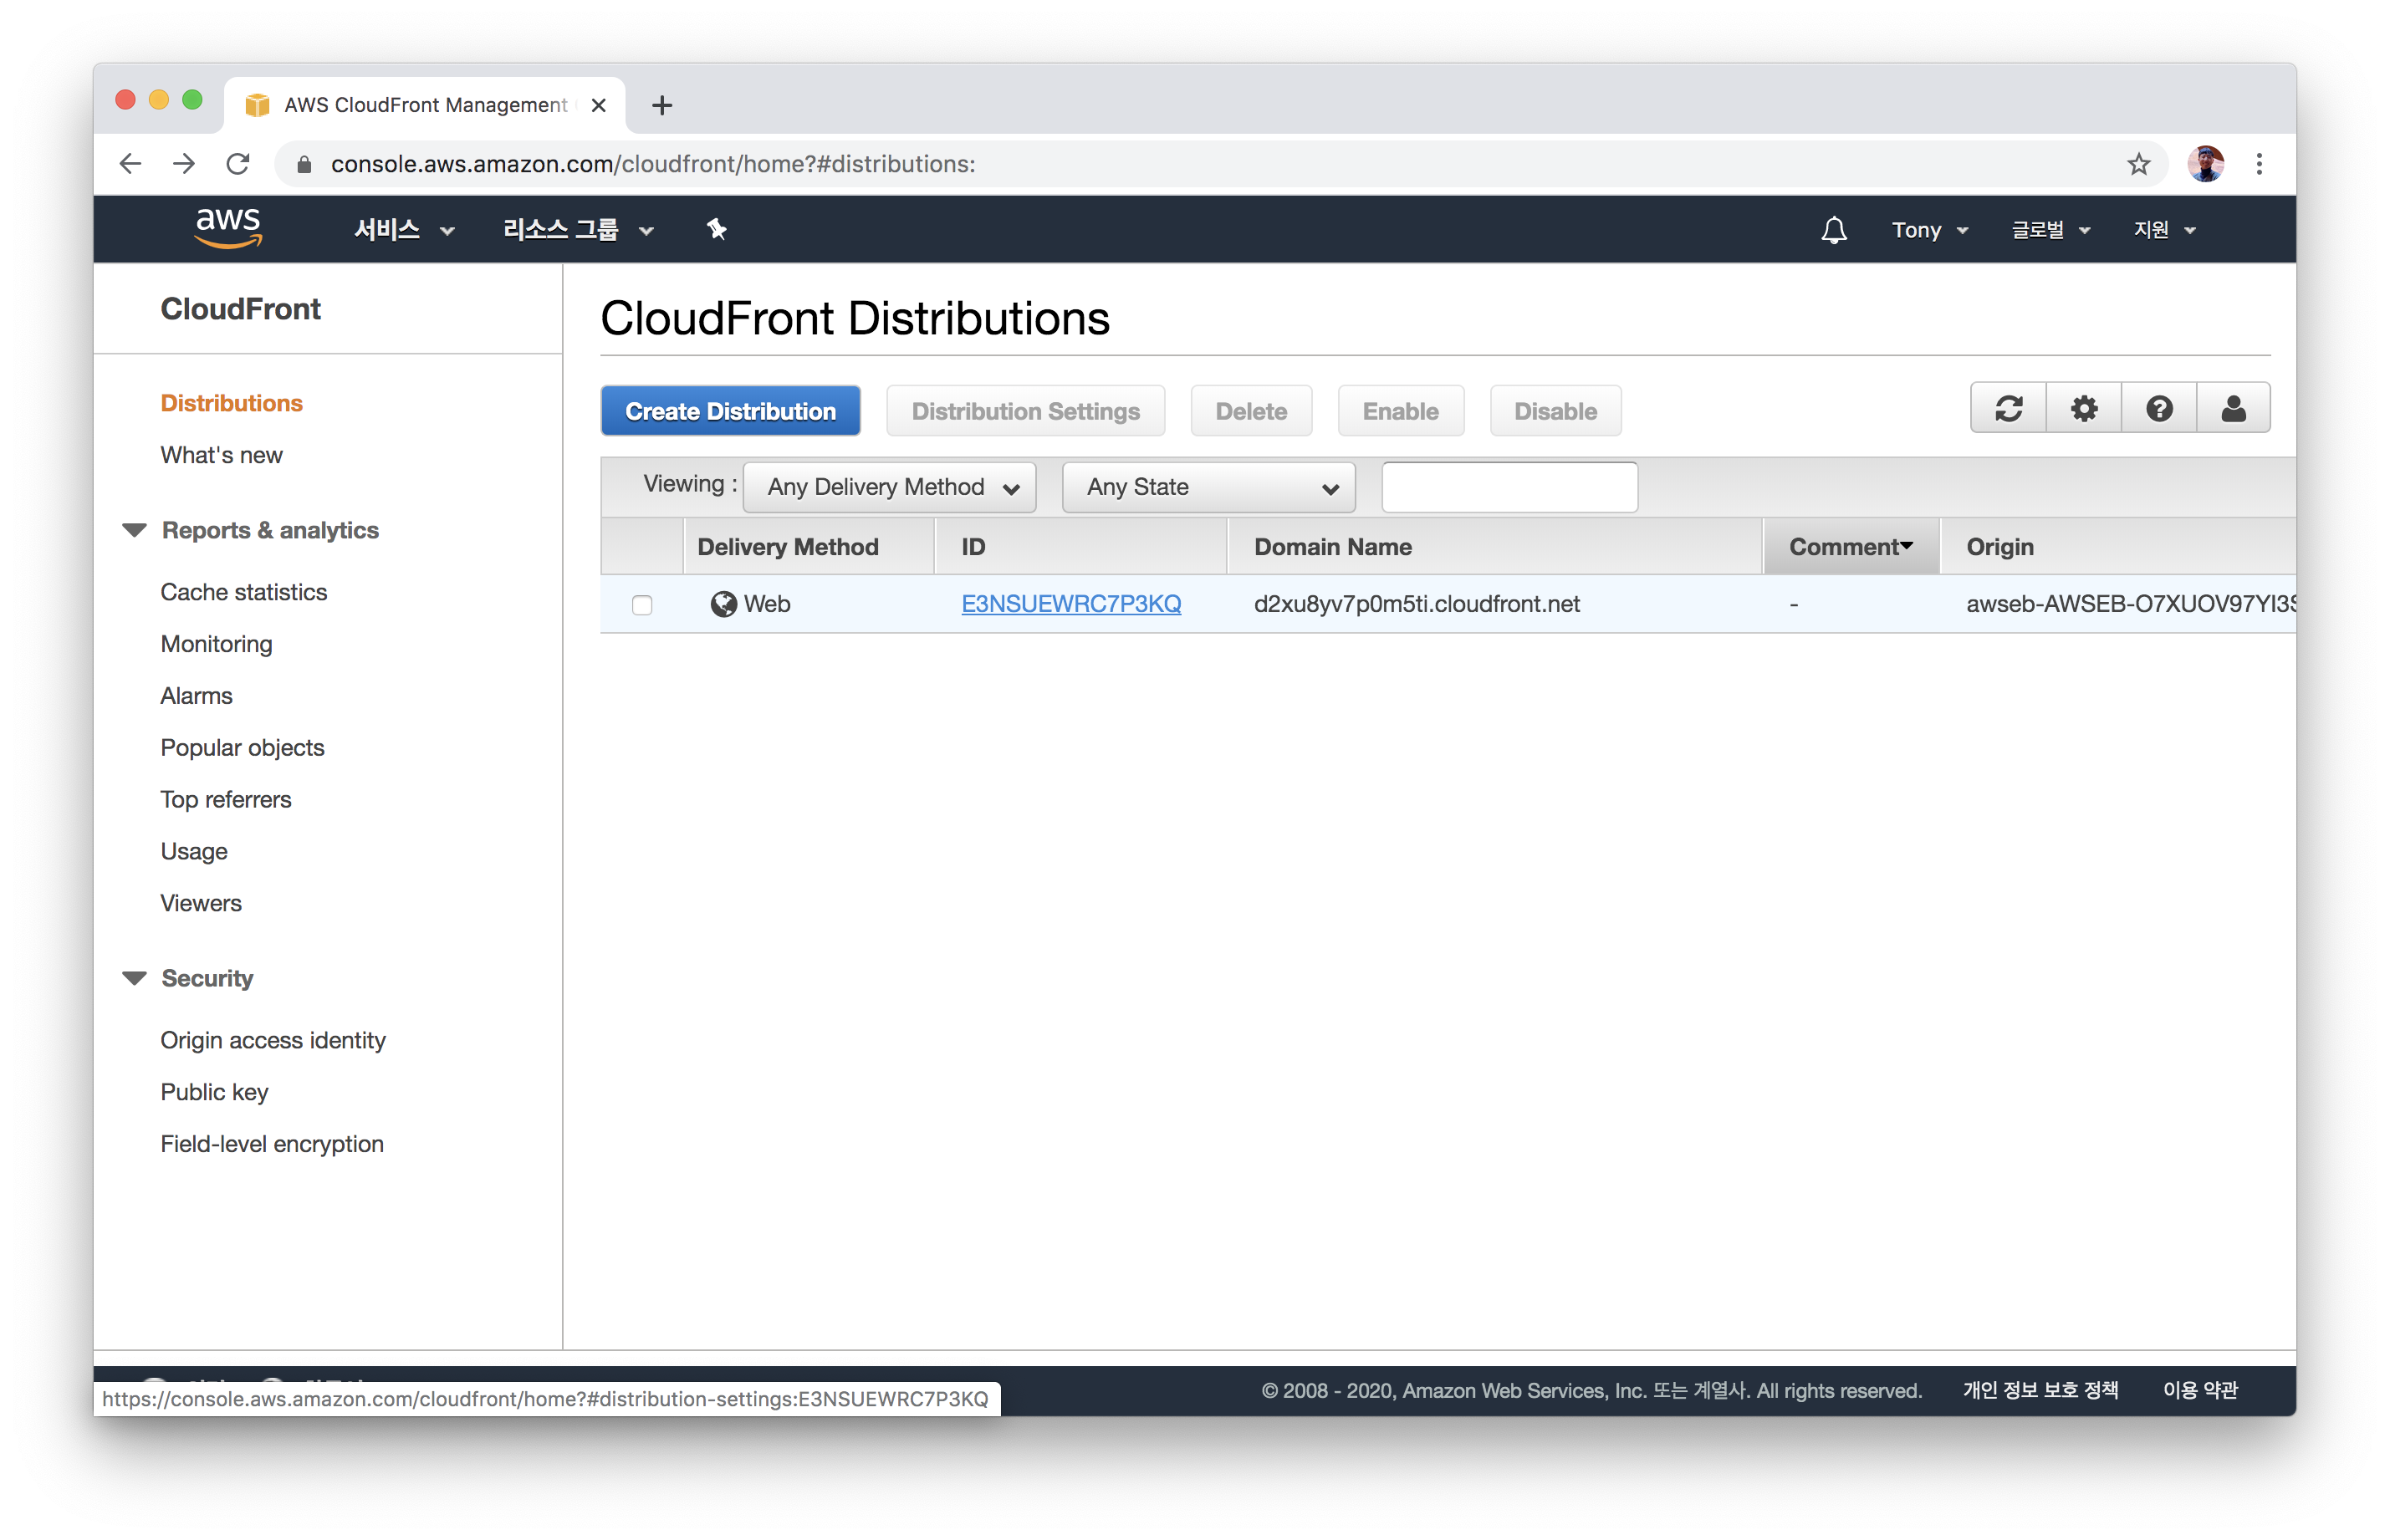 AWS CloudFront Management
console.aws.amazon.com/cloudfront/home?#distributions:
aws 서비스 리소스 그룹 Tony 글로벌 지원
CloudFront
Distributions
What's new
Reports & analytics
Cache statistics
Monitoring
Alarms
Popular objects
Top referrers
Usage
Viewers
Security
Origin access identity
Public key
Field-level encryption
CloudFront Distributions
Create Distribution Distribution Settings Delete Enable Disable
Viewing : Any Delivery Method Any State
Delivery Method ID Domain Name Comment Origin
Web E3NSUEWRC7P3KQ d2xu8yv7p0m5ti.cloudfront.net - awseb-AWSEB-O7XUOV97YI3S
https://console.aws.amazon.com/cloudfront/home?#distribution-settings:E3NSUEWRC7P3KQ
© 2008 - 2020, Amazon Web Services, Inc. 또는 계열사. All rights reserved. 개인 정보 보호 정책 이용 약관